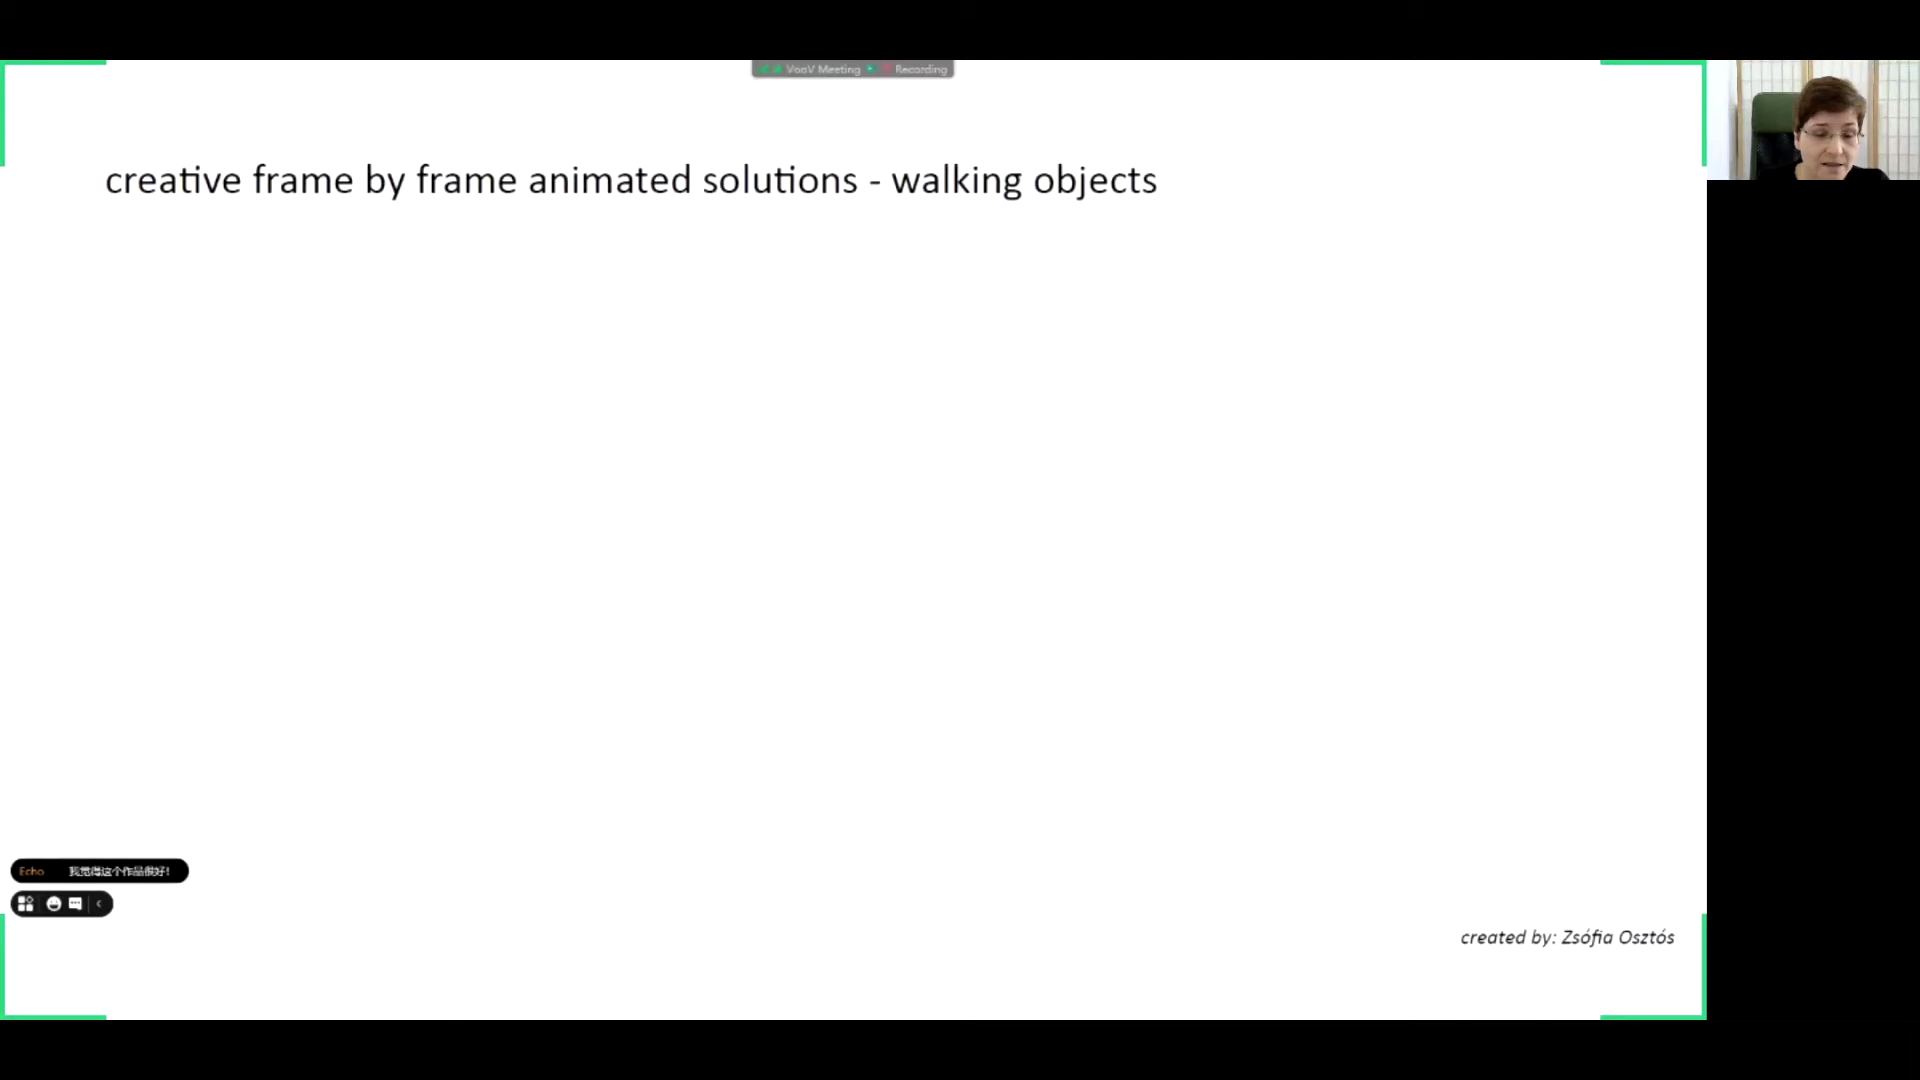 VooV Meeting Recording
creative frame by frame animated solutions - walking objects
Echo 我觉得这个作品很好!
created by: Zsófia Osztós